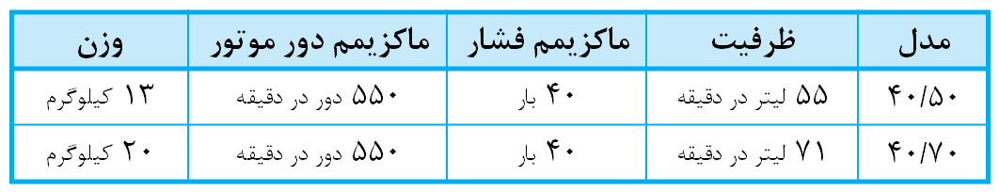 مدل ظرفیت ماکزیمم فشار ماکزیمم دور موتور وزن
۴۰/۵۰ ۵۵ لیتر در دقیقه ۴۰ بار ۵۵۰ دور در دقیقه ۱۳ کیلوگرم
۴۰/۷۰ ۷۱ لیتر در دقیقه ۴۰ بار ۵۵۰ دور در دقیقه ۲۰ کیلوگرم